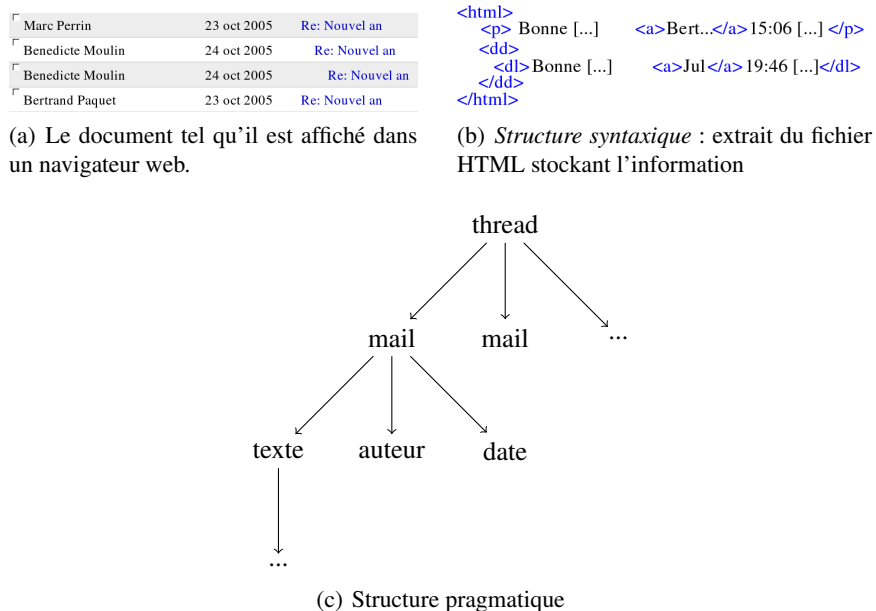 Marc Perrin 23 oct 2005 Re: Nouvel an
Benedicte Moulin 24 oct 2005 Re: Nouvel an
Benedicte Moulin 24 oct 2005 Re: Nouvel an
Bertrand Paquet 23 oct 2005 Re: Nouvel an
(a) Le document tel qu'il est affiché dans
un navigateur web.
<html>
<p> Bonne [...] <a>Bert...</a> 15:06 [...] </p>
<dd>
<dl>Bonne [...] <a>Jul</a> 19:46 [...]</dl>
</dd>
</html>
(b) Structure syntaxique : extrait du fichier
HTML stockant l'information
thread
mail mail ...
texte auteur date
...
(c) Structure pragmatique